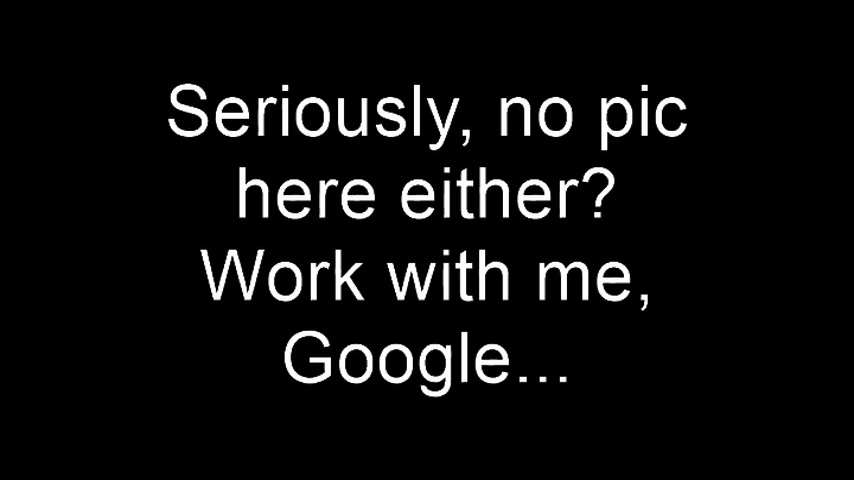 Seriously, no pic
here either?
Work with me,
Google...